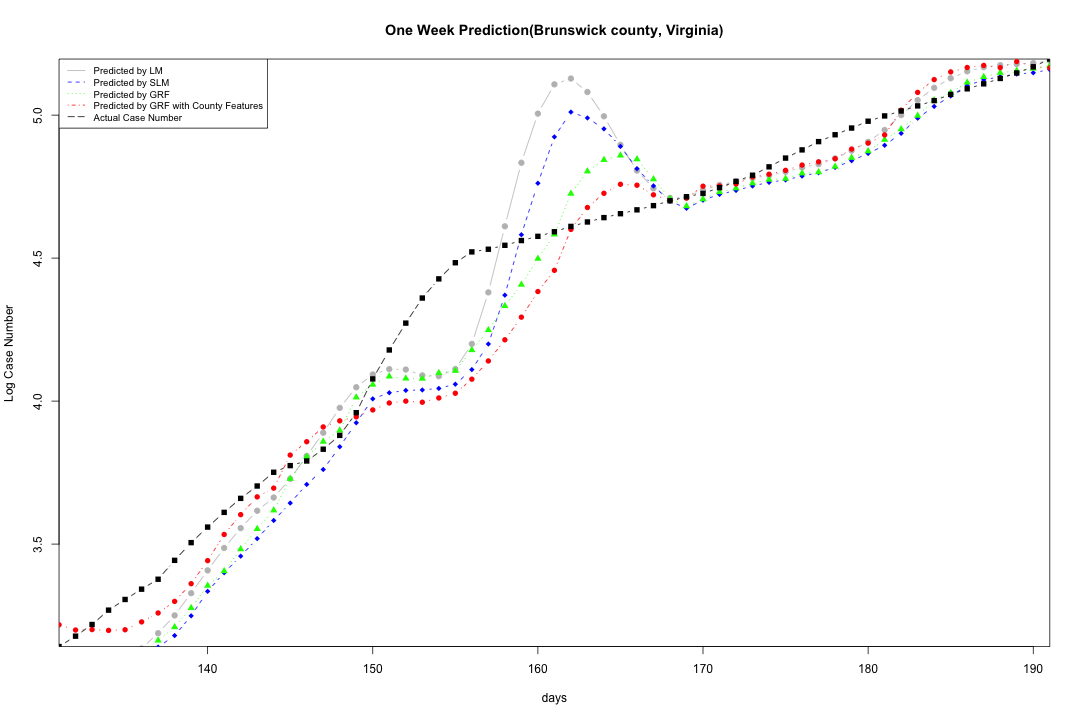 One Week Prediction(Brunswick county, Virginia)
Predicted by LM
Predicted by SLM
Predicted by GRF
Predicted by GRF with County Features
Actual Case Number
5.0
4.5
4.0
3.5
Log Case Number
140 150 160 170 180 190
days